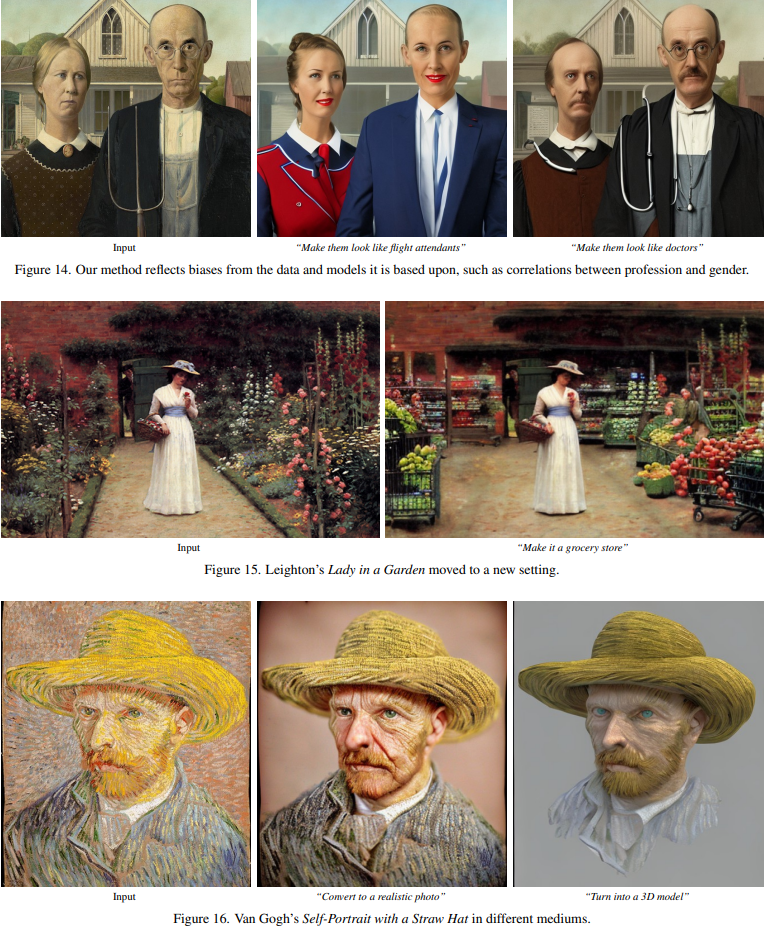 Input
“Make them look like flight attendants”
“Make them look like doctors”
Figure 14. Our method reflects biases from the data and models it is based upon, such as correlations between profession and gender.
Input
“Make it a grocery store”
Figure 15. Leighton’s Lady in a Garden moved to a new setting.
Input
“Convert to a realistic photo”
“Turn into a 3D model”
Figure 16. Van Gogh’s Self-Portrait with a Straw Hat in different mediums.